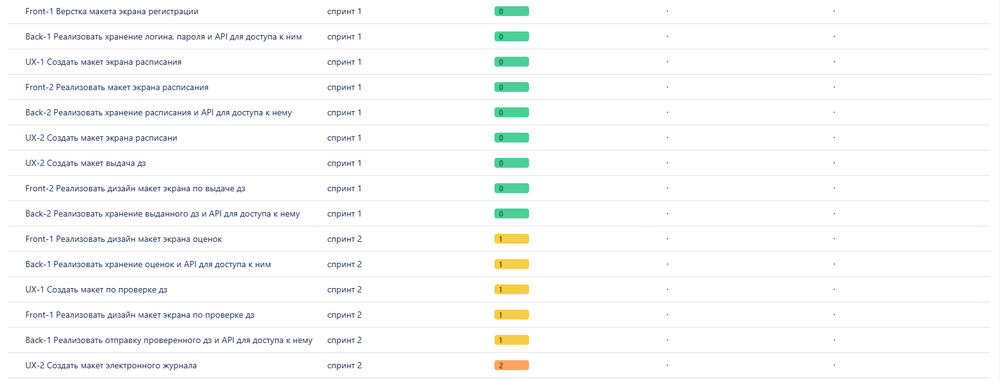 Front-1 Верстка макета экрана регистрации спринт 1 0 · ·
Back-1 Реализовать хранение логина, пароля и API для доступа к ним спринт 1 0 · ·
UX-1 Создать макет экрана расписания спринт 1 0 · ·
Front-2 Реализовать макет экрана расписания спринт 1 0 · ·
Back-2 Реализовать хранение расписания и API для доступа к нему спринт 1 0 · ·
UX-2 Создать макет экрана расписани спринт 1 0 · ·
UX-2 Создать макет выдача дз спринт 1 0 · ·
Front-2 Реализовать дизайн макет экрана по выдаче дз спринт 1 0 · ·
Back-2 Реализовать хранение выданного дз и API для доступа к нему спринт 1 0 · ·
Front-1 Реализовать дизайн макет экрана оценок спринт 2 1 · ·
Back-1 Реализовать хранение оценок и API для доступа к ним спринт 2 1 · ·
UX-1 Создать макет по проверке дз спринт 2 1 · ·
Front-1 Реализовать дизайн макет экрана по проверке дз спринт 2 1 · ·
Back-1 Реализовать отправку проверенного дз и API для доступа к нему спринт 2 1 · ·
UX-2 Создать макет электронного журнала спринт 2 2 · ·